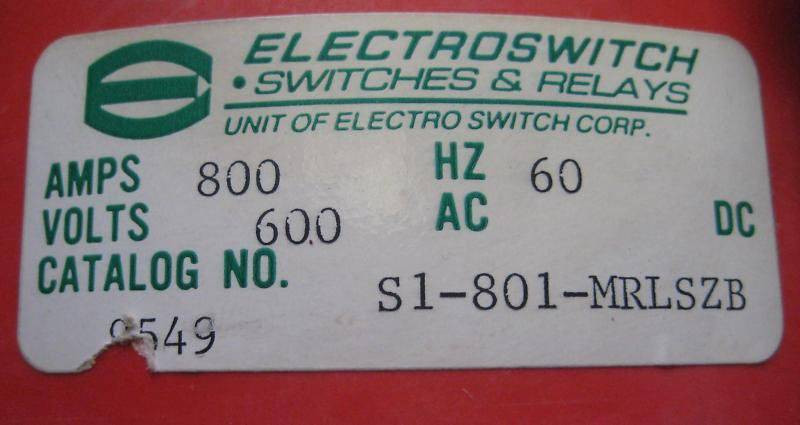 ELECTROSWITCH
• SWITCHES & RELAYS
UNIT OF ELECTRO SWITCH CORP.
AMPS 800 HZ 60
VOLTS 600 AC DC
CATALOG NO.
S1-801-MRLSZB